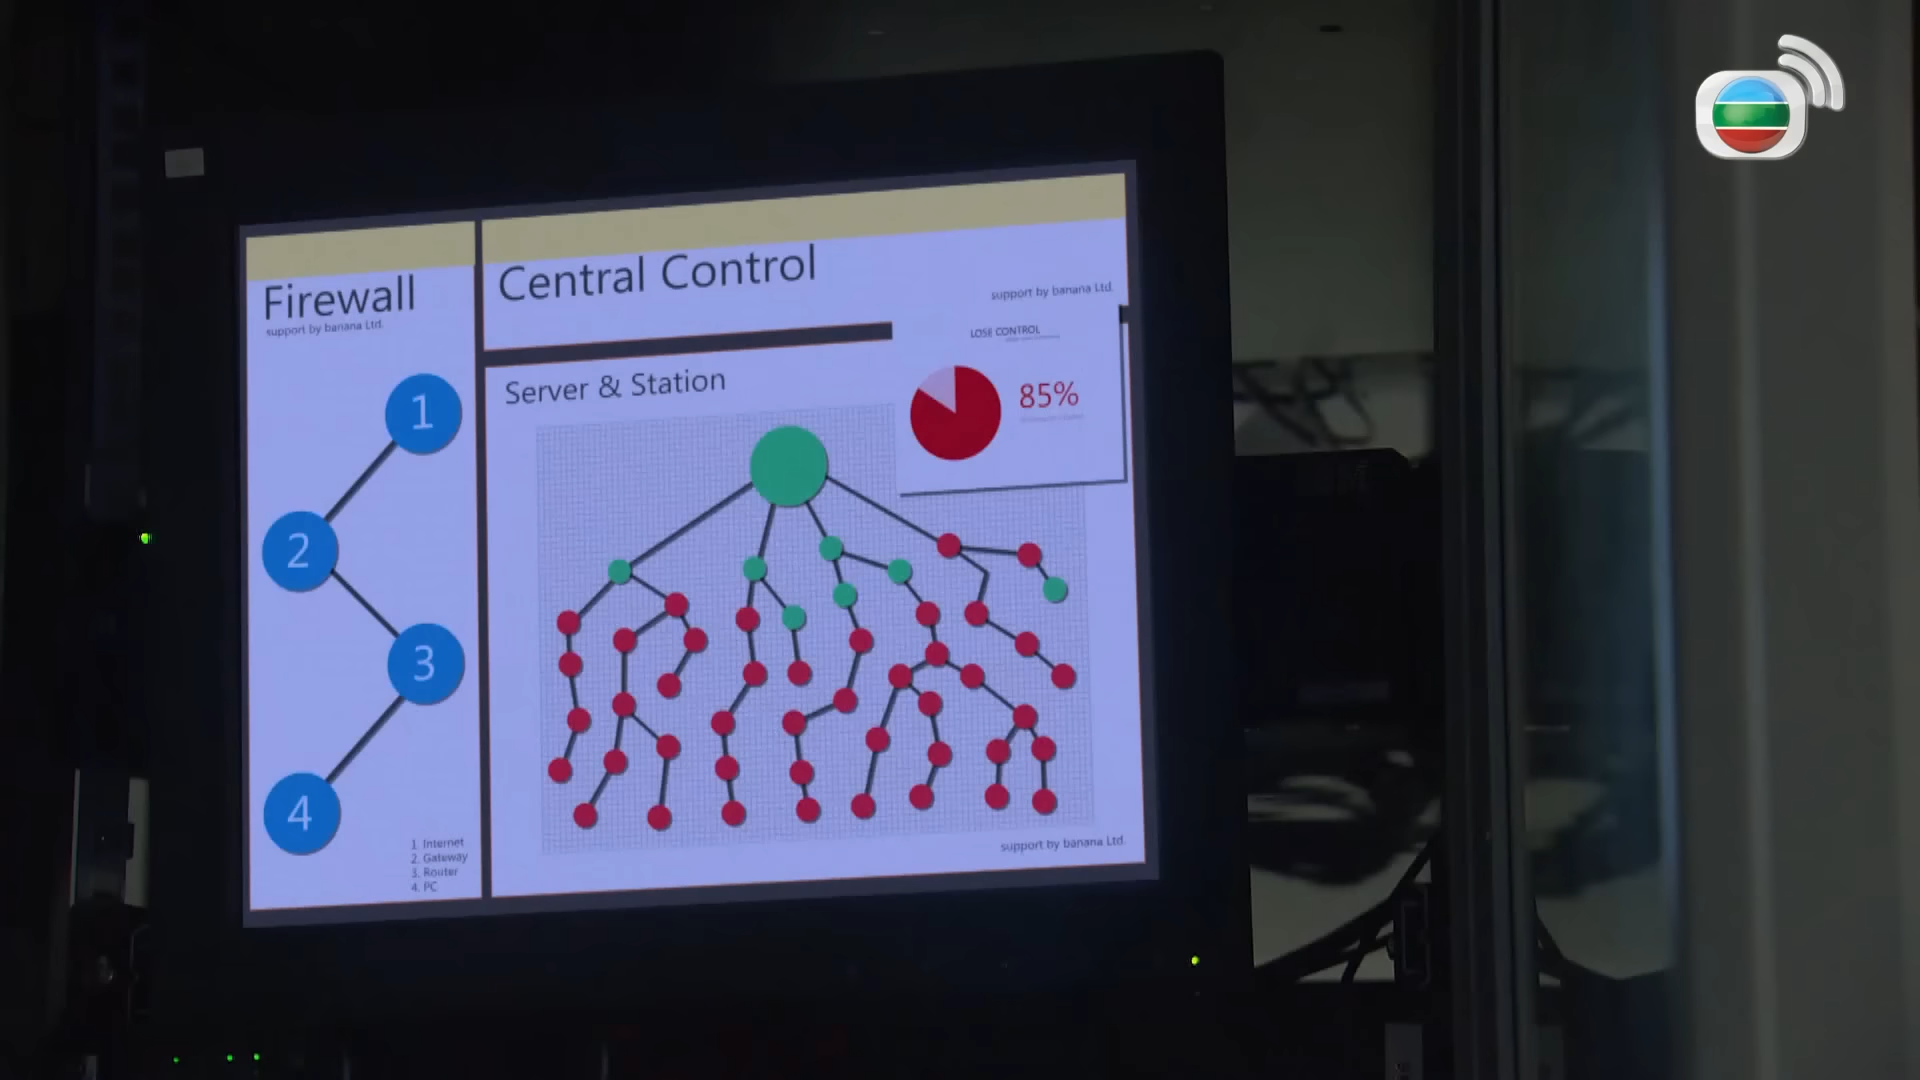 Firewall
support by banana Ltd.
1
2
3
4
1. Internet
2. Gateway
3. Router
4. PC
Central Control
support by banana Ltd.
LOSE CONTROL
85%
Server & Station
support by banana Ltd.